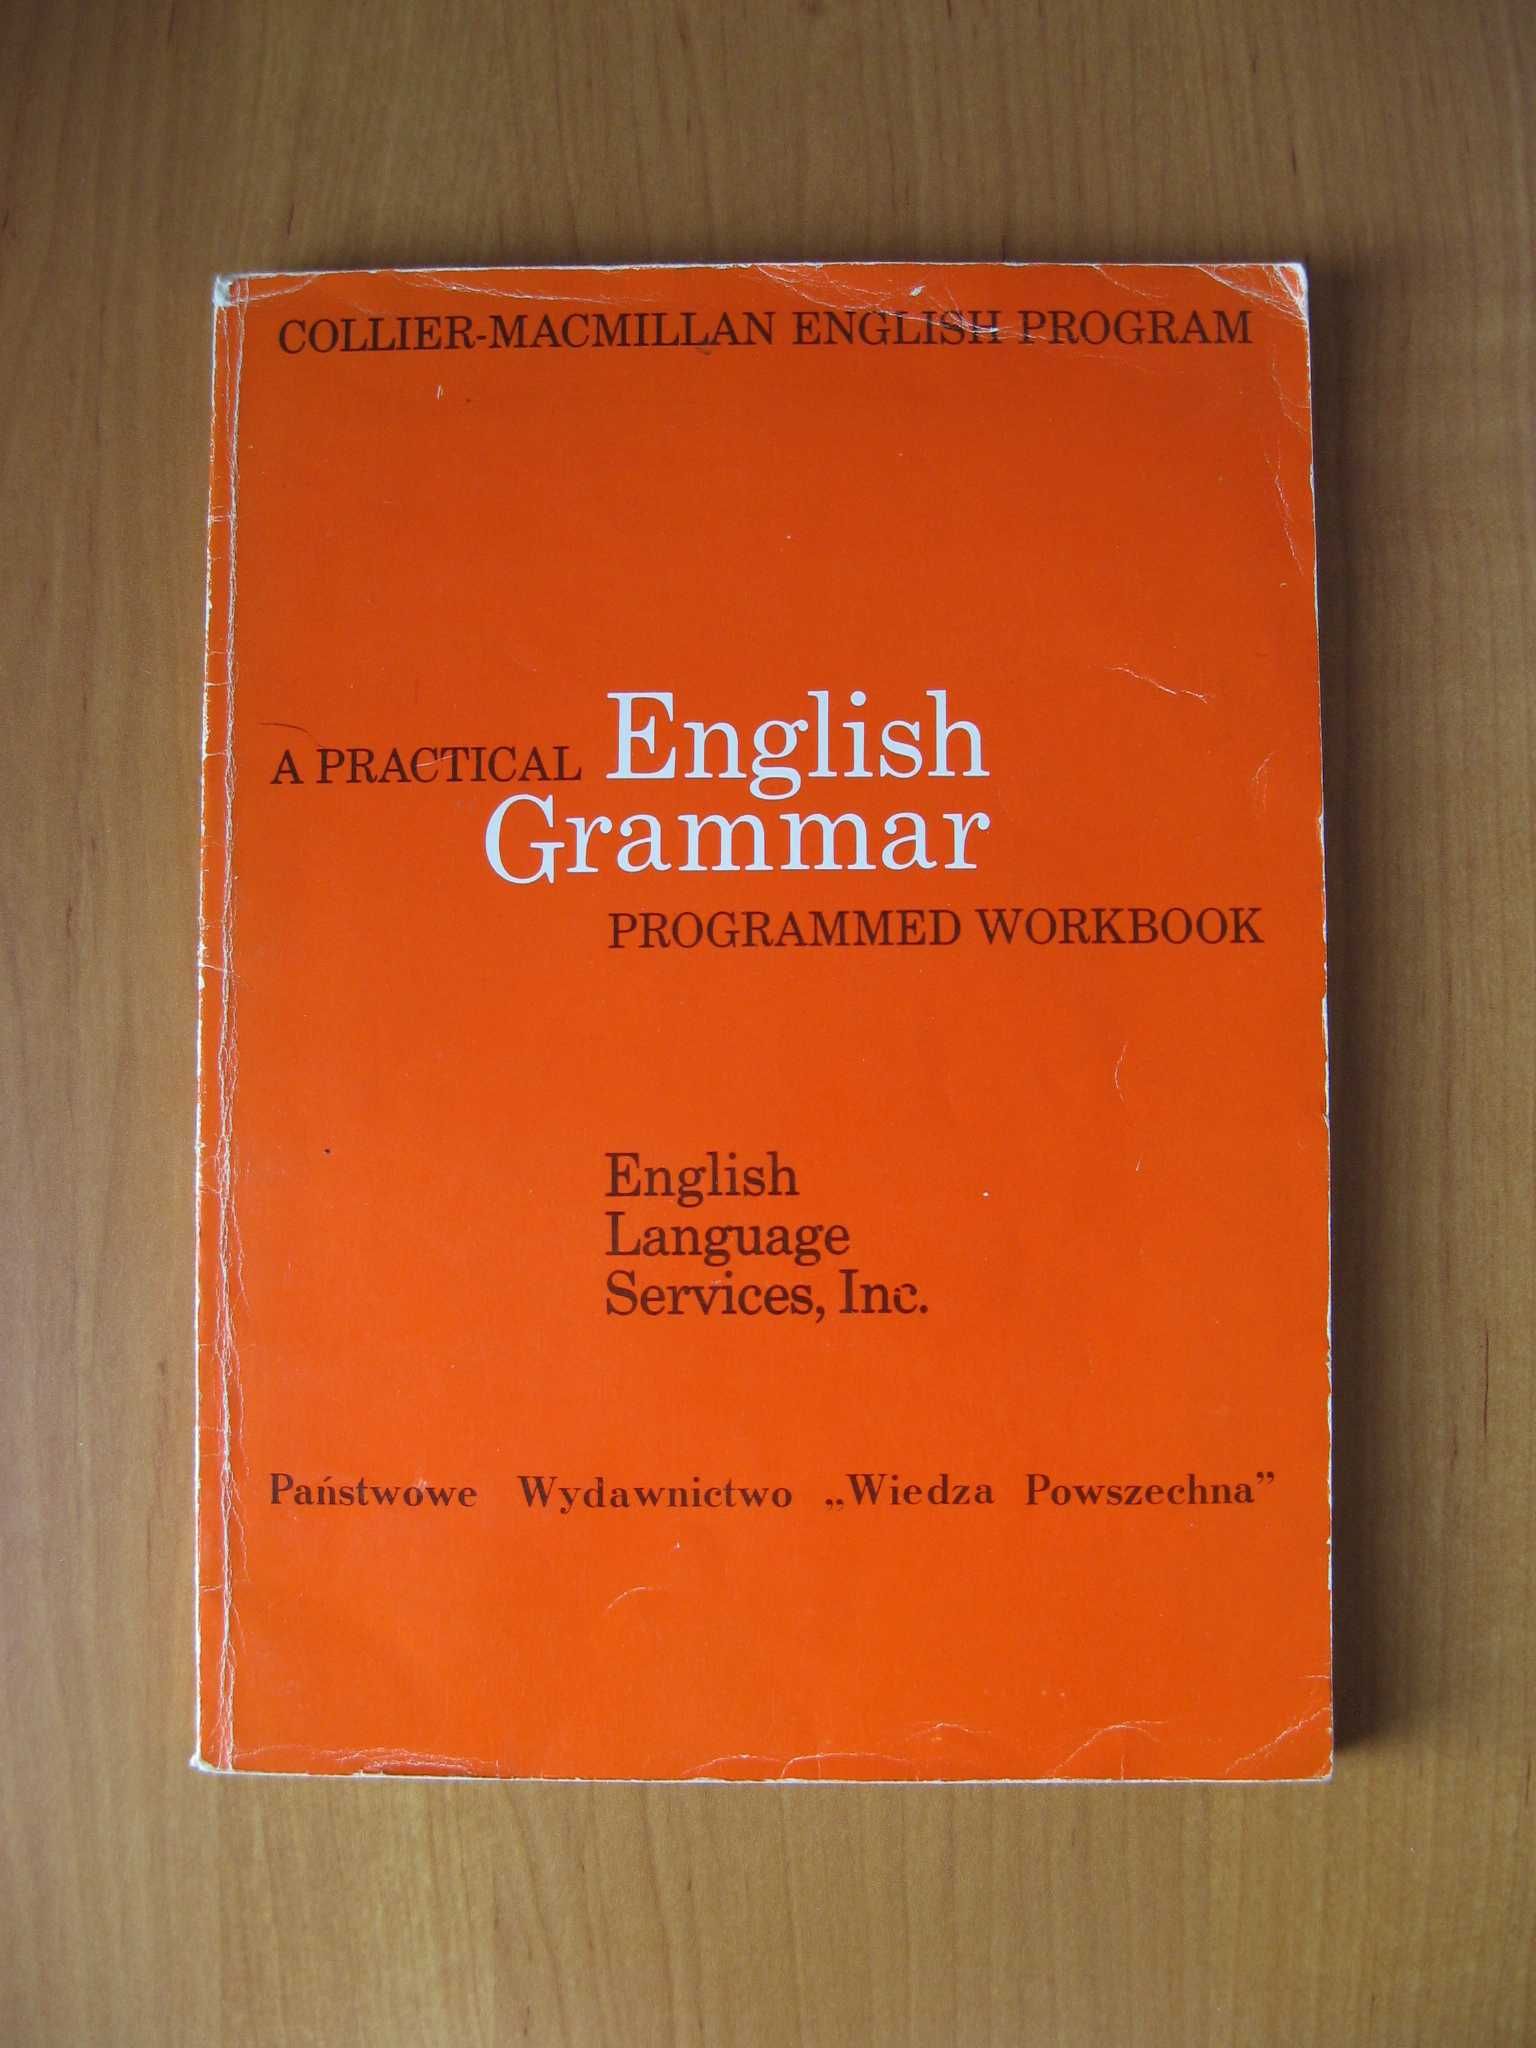 COLLIER-MACMILLAN ENGLISH PROGRAM
A PRACTICAL English
Grammar
PROGRAMMED WORKBOOK
English
Language
Services, Inc.
Państwowe Wydawnictwo „Wiedza Powszechna”